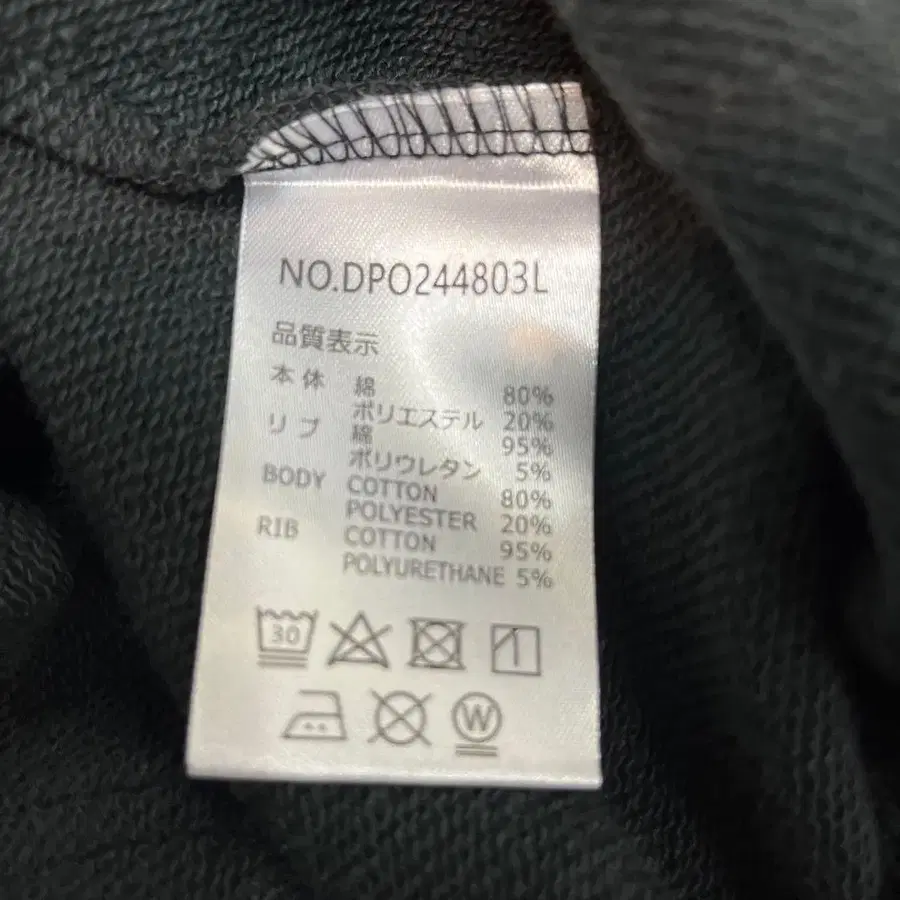 NO.DPO244803L
品質表示
本体 綿 80%
ポリエステル 20%
リブ 綿 95%
ポリウレタン 5%
BODY COTTON 80%
POLYESTER 20%
RIB COTTON 95%
POLYURETHANE 5%
30
W